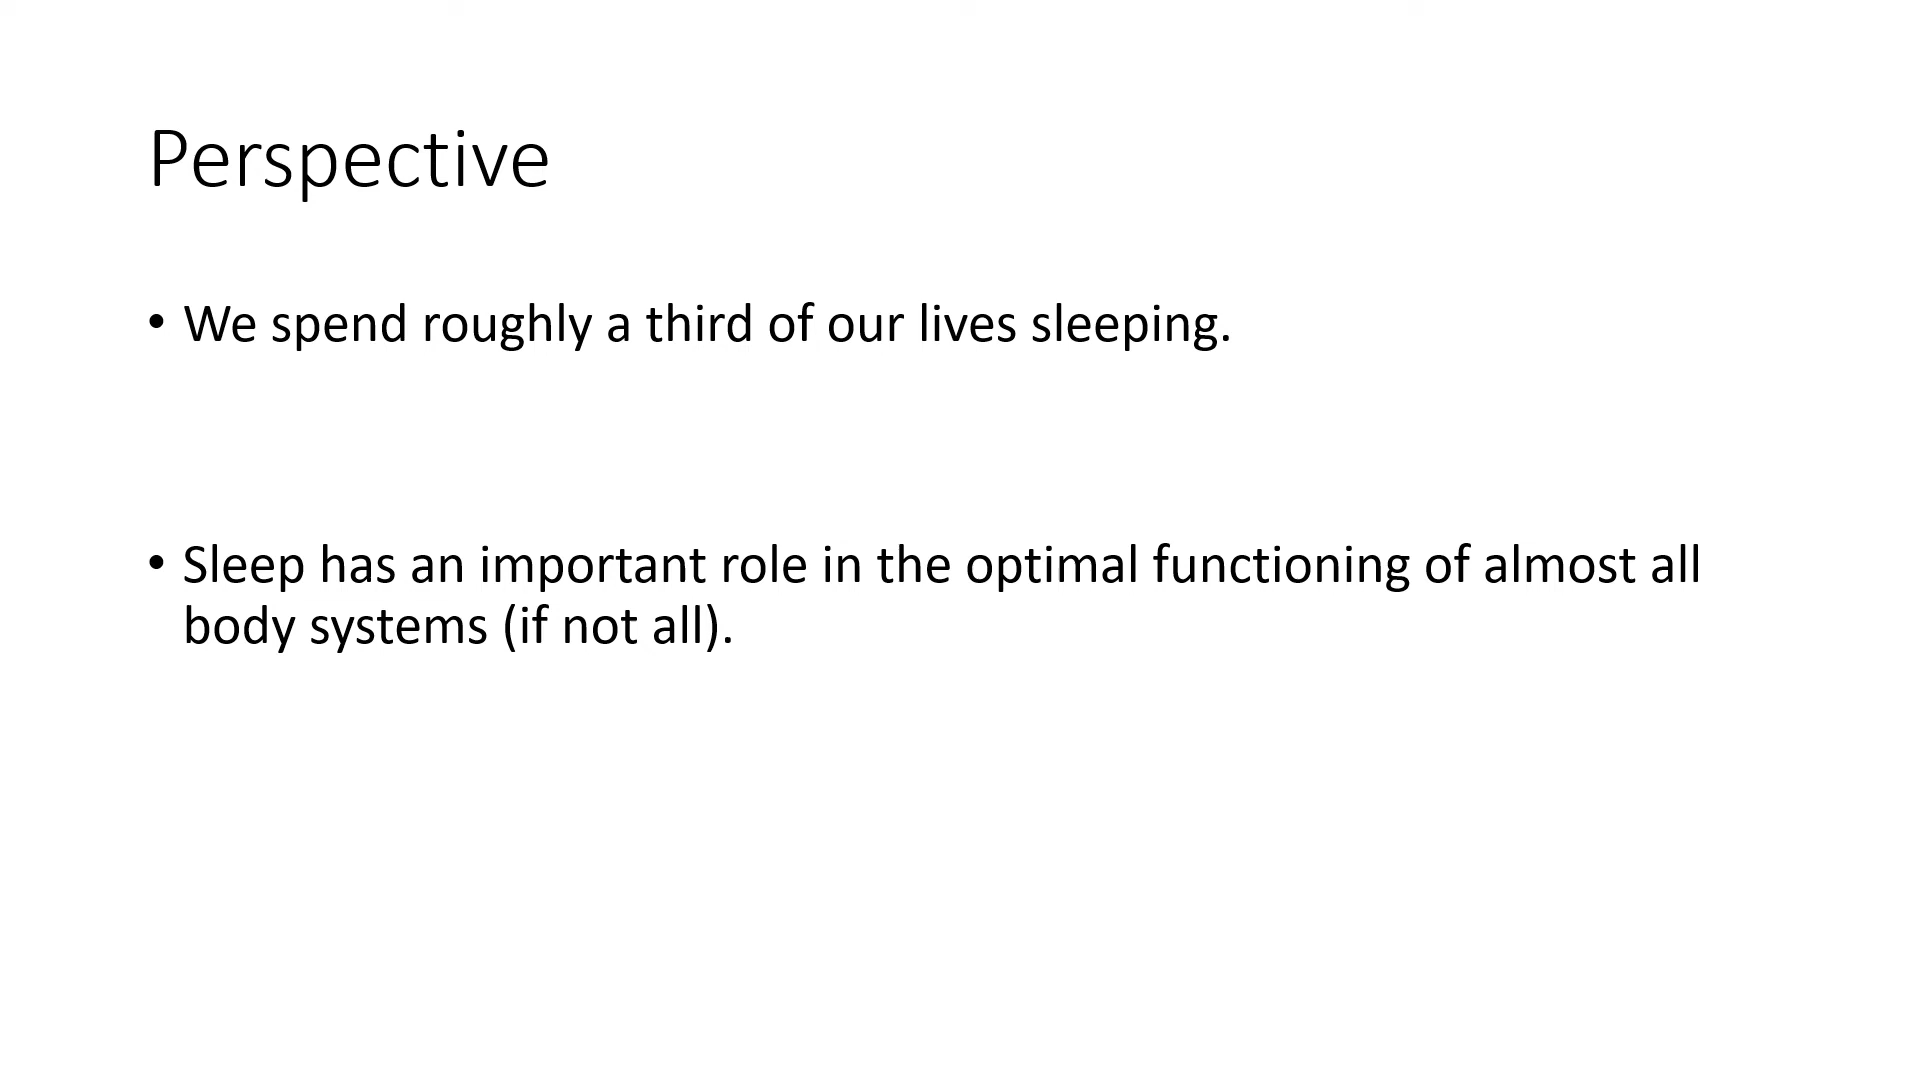 Perspective
• We spend roughly a third of our lives sleeping.
• Sleep has an important role in the optimal functioning of almost all
body systems (if not all).